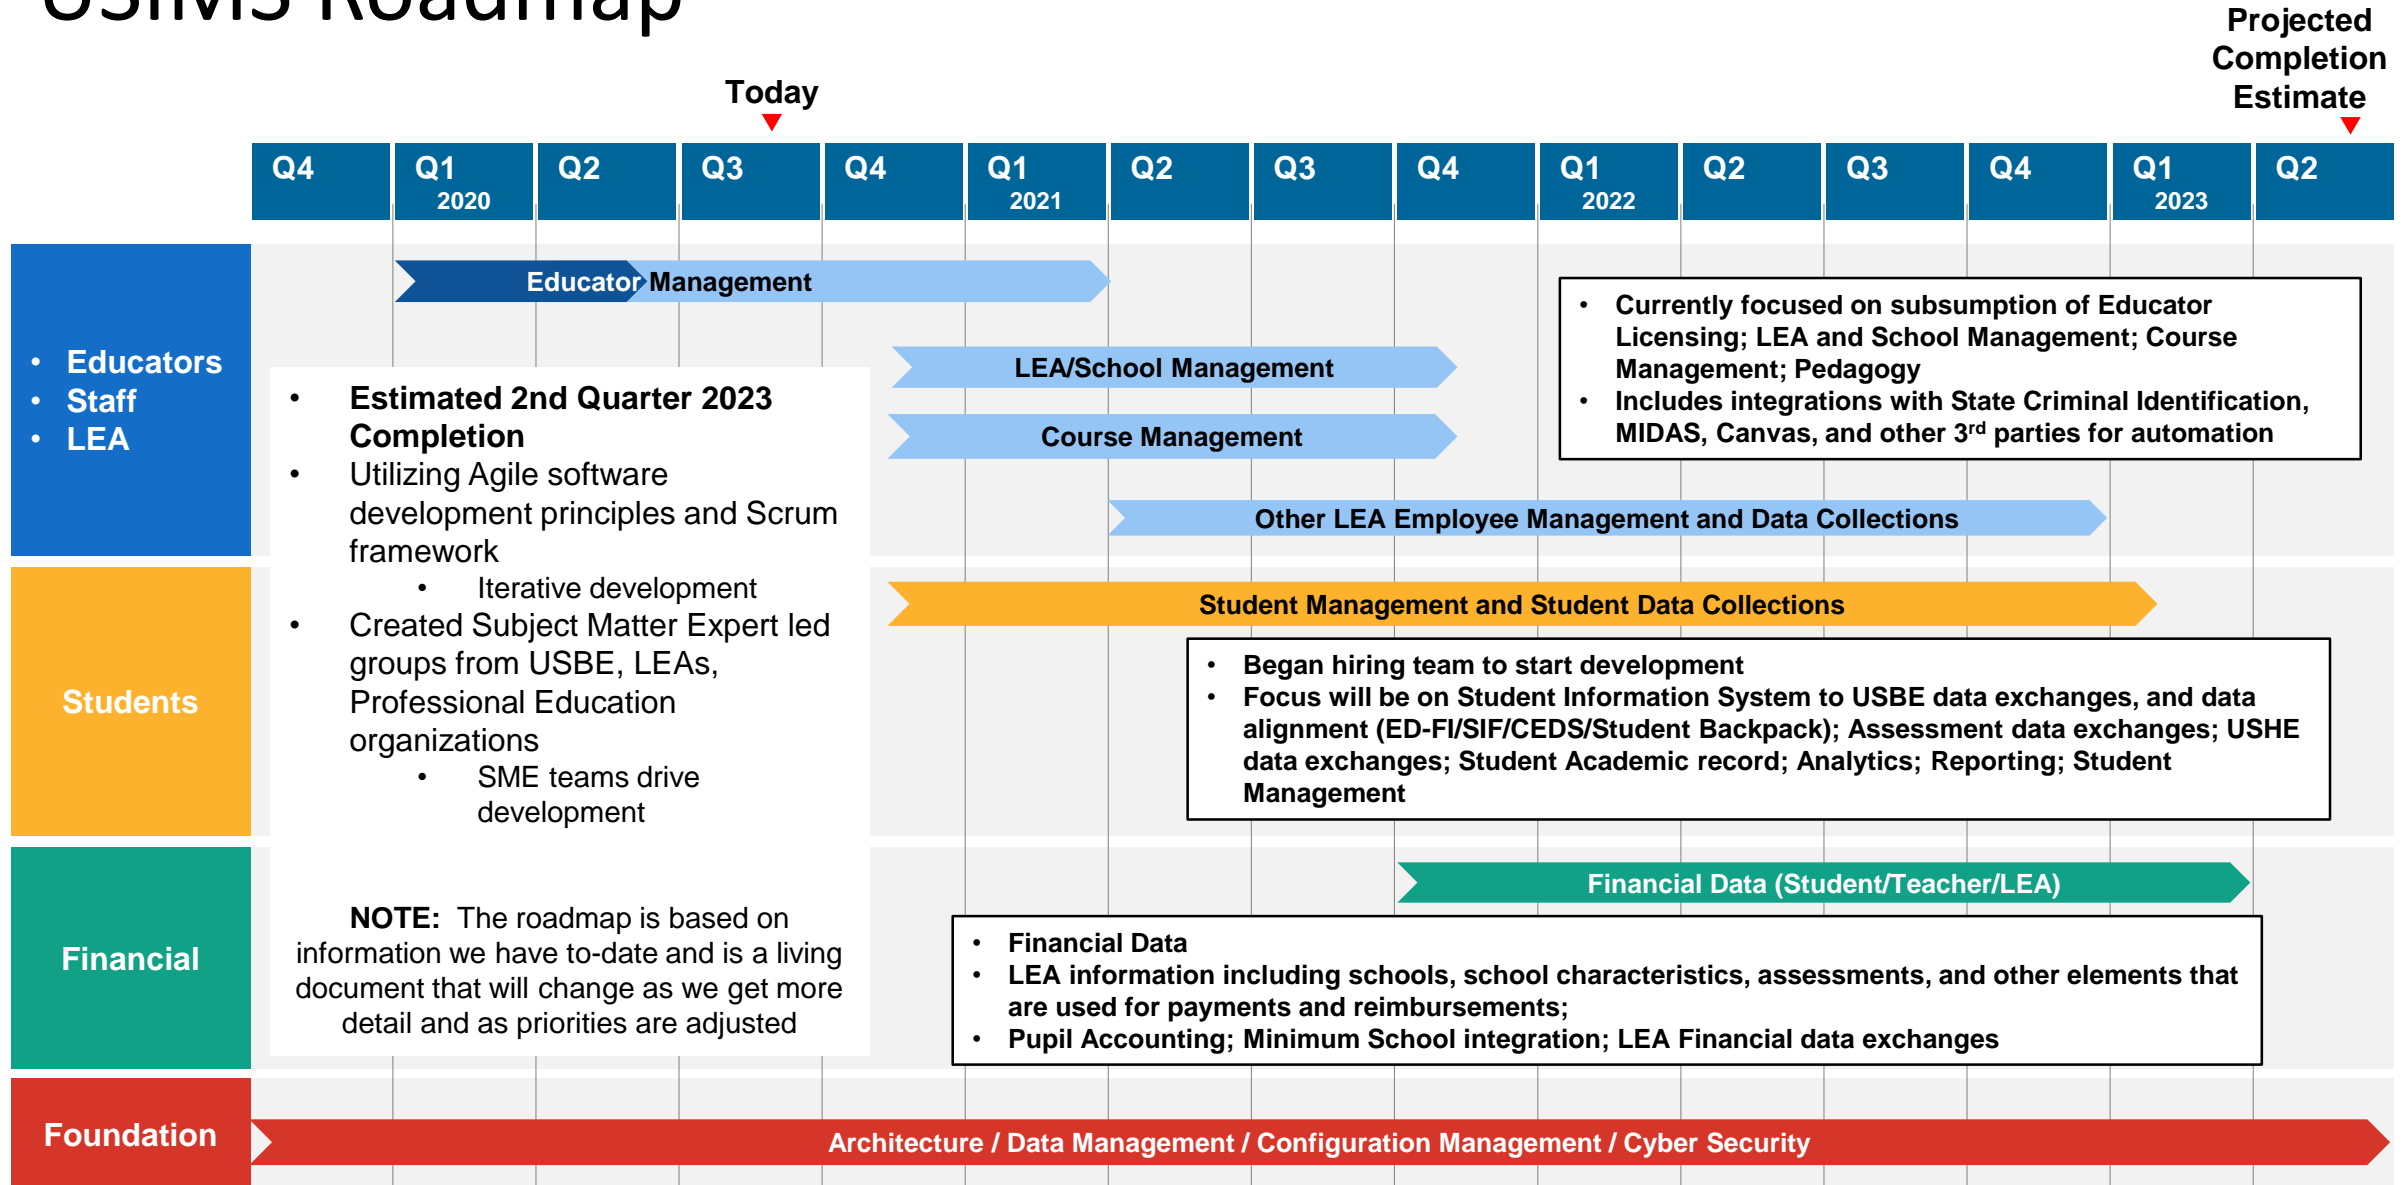 USIMS Roadmap
Projected
Completion
Estimate
Today
Q4
Q1
2020
Q2
Q3
Q4
Q1
2021
Q2
Q3
Q4
Q1
2022
Q2
Q3
Q4
Q1
2023
Q2
• Educators
• Staff
• LEA
Educator Management
LEA/School Management
Course Management
Other LEA Employee Management and Data Collections
• Currently focused on subsumption of Educator
Licensing; LEA and School Management; Course
Management; Pedagogy
• Includes integrations with State Criminal Identification,
MIDAS, Canvas, and other 3rd parties for automation
• Estimated 2nd Quarter 2023
Completion
• Utilizing Agile software
development principles and Scrum
framework
• Iterative development
• Created Subject Matter Expert led
groups from USBE, LEAs,
Professional Education
organizations
• SME teams drive
development
NOTE: The roadmap is based on
information we have to-date and is a living
document that will change as we get more
detail and as priorities are adjusted
Students
Student Management and Student Data Collections
• Began hiring team to start development
• Focus will be on Student Information System to USBE data exchanges, and data
alignment (ED-FI/SIF/CEDS/Student Backpack); Assessment data exchanges; USHE
data exchanges; Student Academic record; Analytics; Reporting; Student
Management
Financial
Financial Data (Student/Teacher/LEA)
• Financial Data
• LEA information including schools, school characteristics, assessments, and other elements that
are used for payments and reimbursements;
• Pupil Accounting; Minimum School integration; LEA Financial data exchanges
Foundation
Architecture / Data Management / Configuration Management / Cyber Security